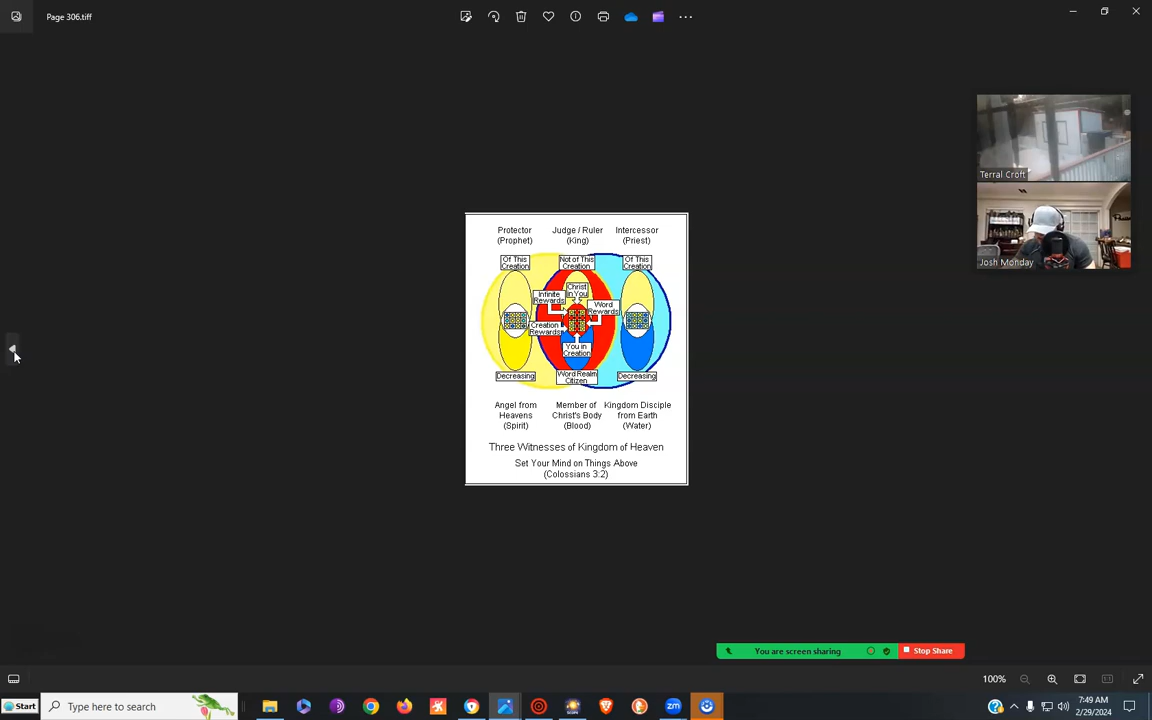 Page 306.tiff
Terral Croft
Josh Monday
Protector
(Prophet)
Judge / Ruler
(King)
Intercessor
(Priest)
Of This
Creation
Not of This
Creation
Of This
Creation
Christ
in You
Infinite
Rewards
Word
Rewards
Creation
Rewards
You in
Creation
Decreasing
Word Realm
Citizen
Decreasing
Angel from
Heavens
(Spirit)
Member of
Christ's Body
(Blood)
Kingdom Disciple
from Earth
(Water)
Three Witnesses of Kingdom of Heaven
Set Your Mind on Things Above
(Colossians 3:2)
You are screen sharing
Stop Share
100%
Start
Type here to search
zm
7:49 AM
2/29/2024